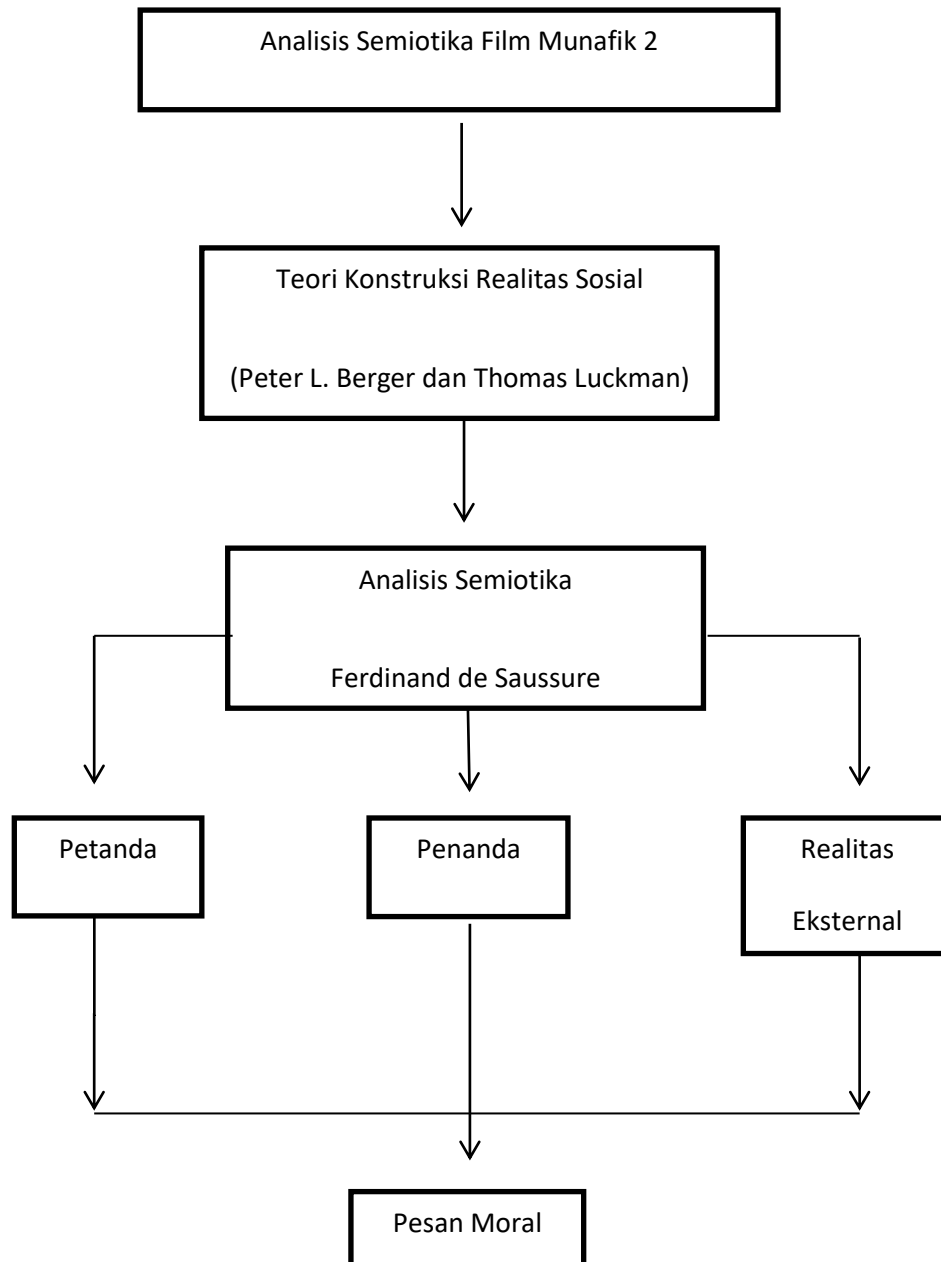 Analisis Semiotika Film Munafik 2
Teori Konstruksi Realitas Sosial
(Peter L. Berger dan Thomas Luckman)
Analisis Semiotika
Ferdinand de Saussure
Petanda
Penanda
Realitas
Eksternal
Pesan Moral